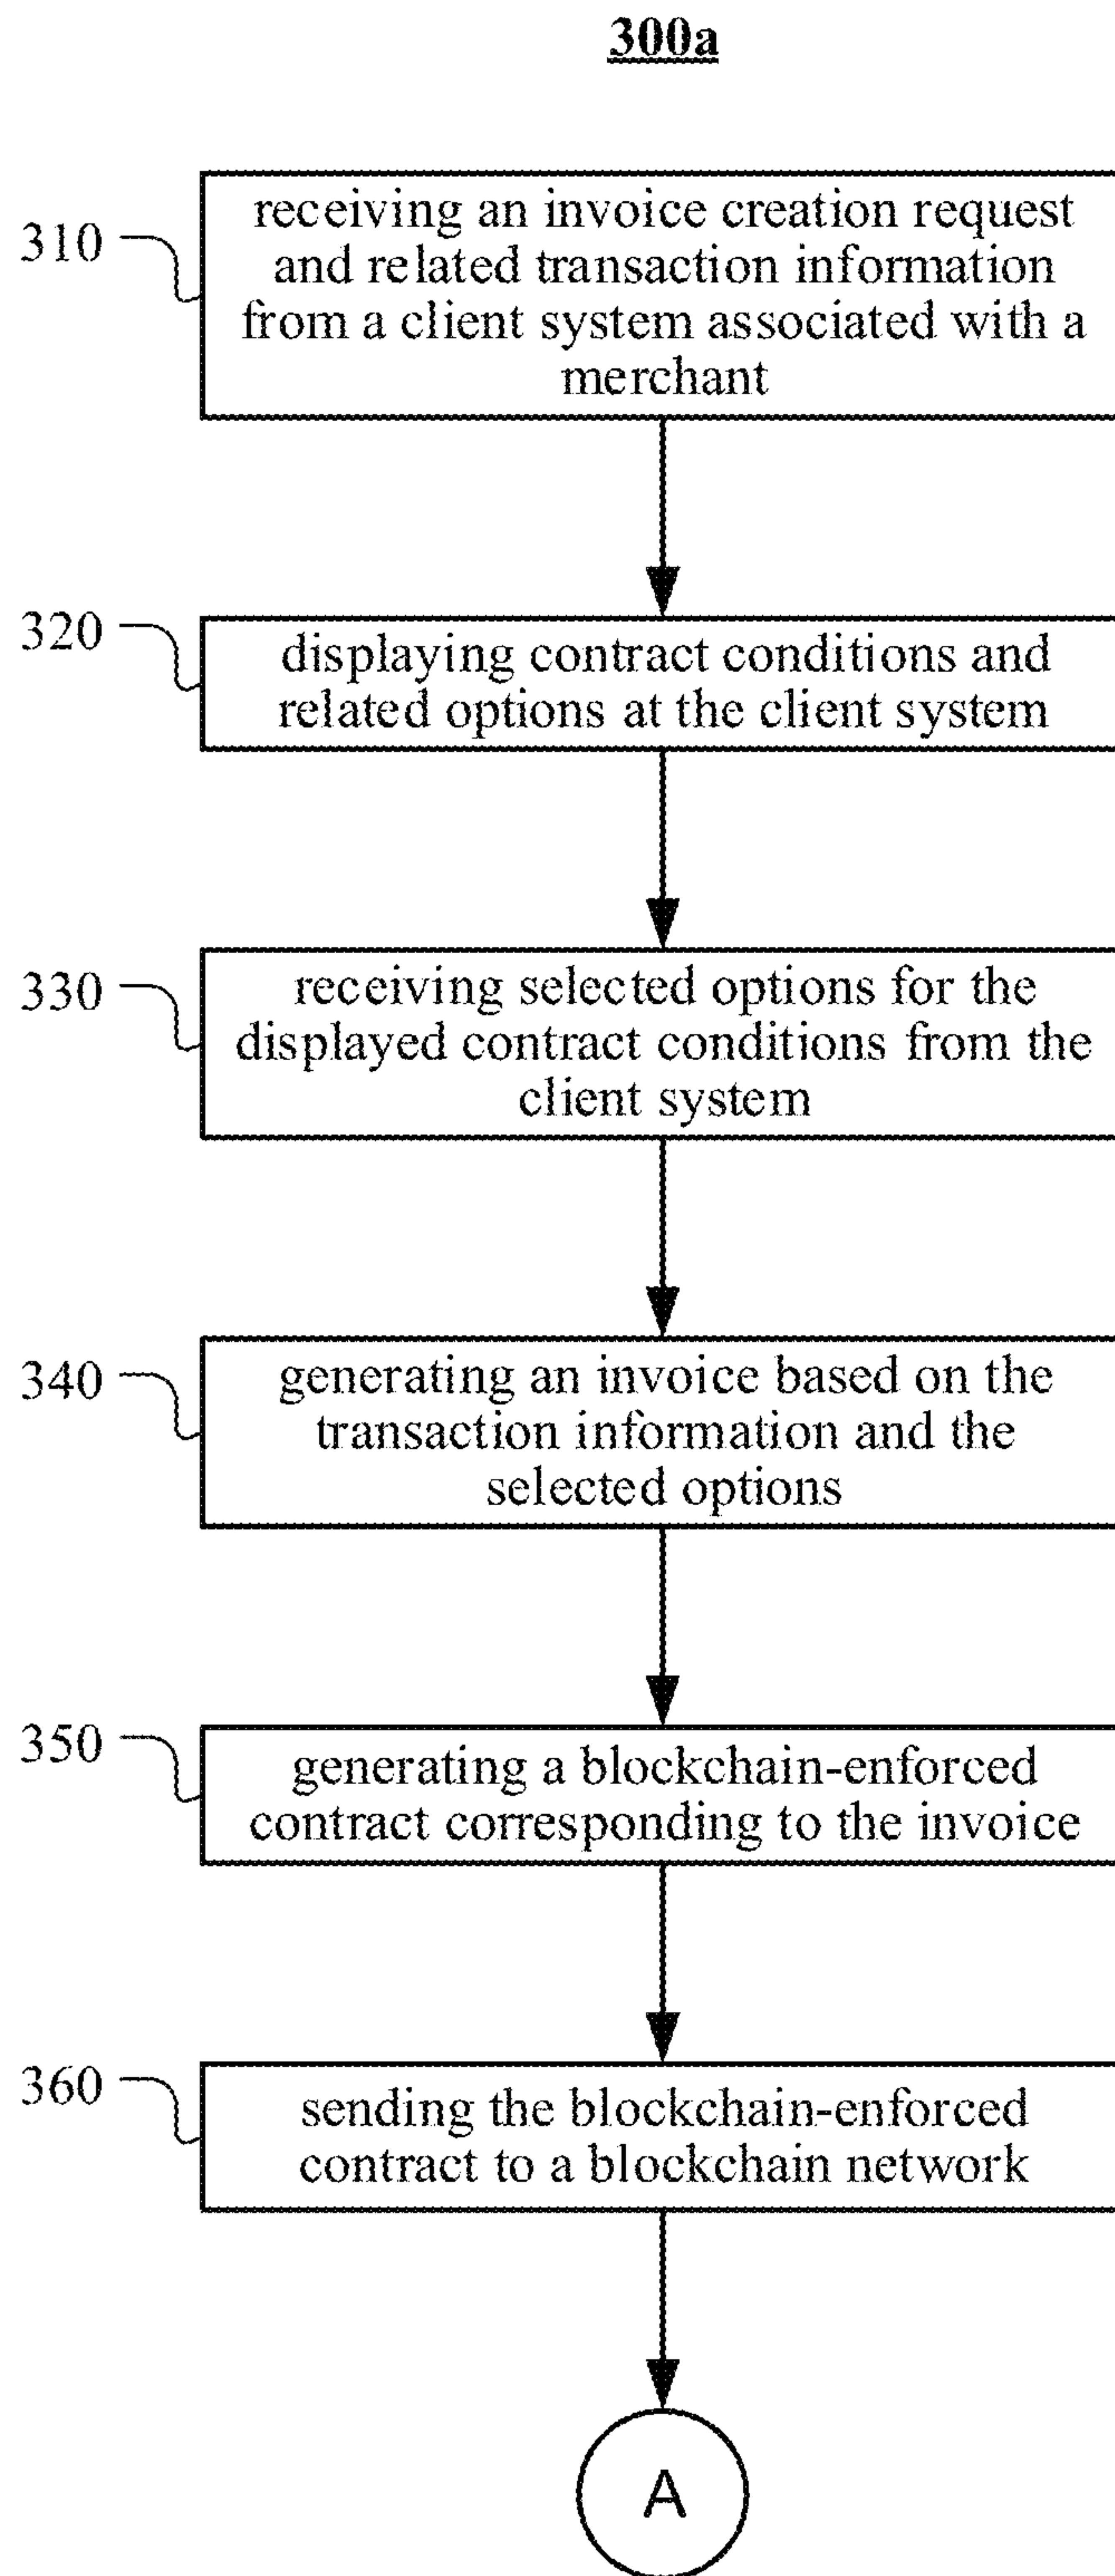 300a
310
receiving an invoice creation request
and related transaction information
from a client system associated with a
merchant
320
displaying contract conditions and
related options at the client system
330
receiving selected options for the
displayed contract conditions from the
client system
340
generating an invoice based on the
transaction information and the
selected options
350
generating a blockchain-enforced
contract corresponding to the invoice
360
sending the blockchain-enforced
contract to a blockchain network
A